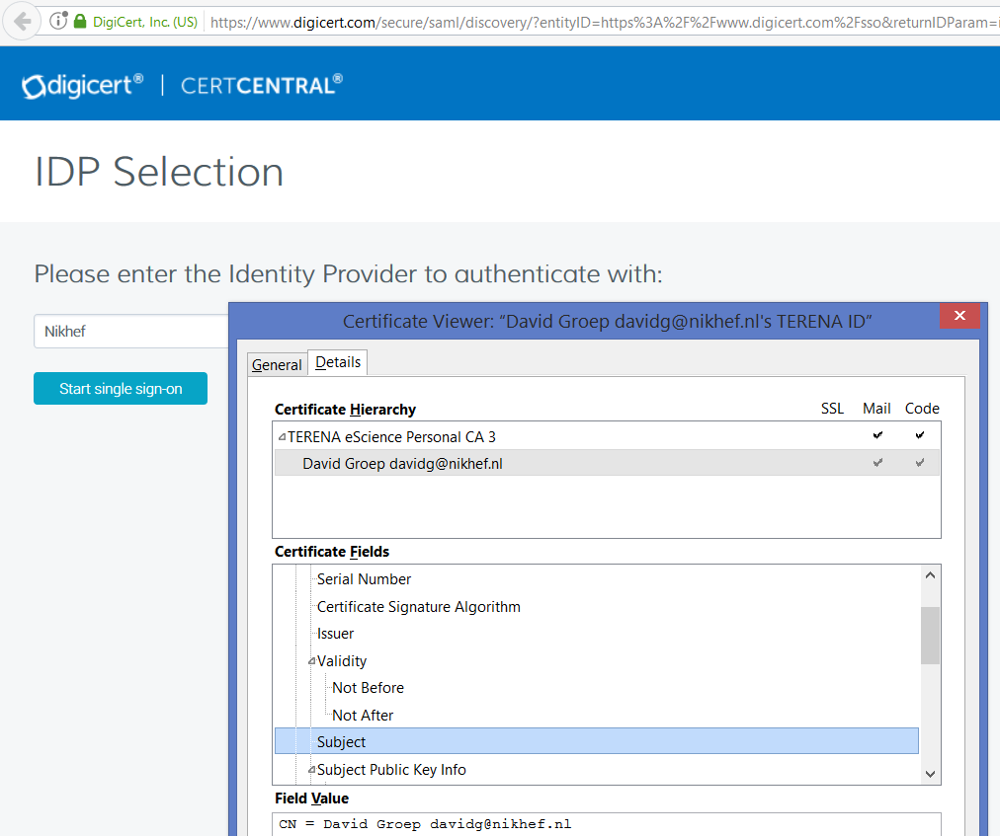 DigiCert, Inc. (US) https://www.digicert.com/secure/saml/discovery/?entityID=https%3A%2F%2Fwww.digicert.com%2Fsso&returnIDParam=i
digicert® | CERTCENTRAL®
IDP Selection
Please enter the Identity Provider to authenticate with:
Nikhef
Start single sign-on
Certificate Viewer: “David Groep davidg@nikhef.nl's TERENA ID”
General Details
Certificate Hierarchy SSL Mail Code
TERENA eScience Personal CA 3
David Groep davidg@nikhef.nl
Certificate Fields
Serial Number
Certificate Signature Algorithm
Issuer
Validity
Not Before
Not After
Subject
Subject Public Key Info
Field Value
CN = David Groep davidg@nikhef.nl